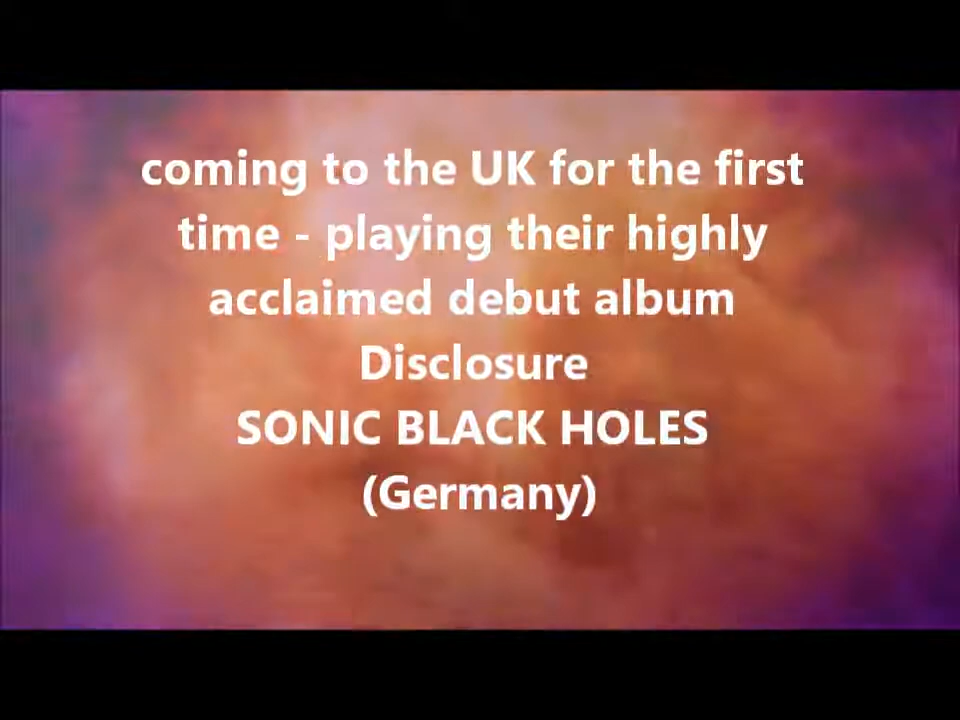 coming to the UK for the first
time - playing their highly
acclaimed debut album
Disclosure
SONIC BLACK HOLES
(Germany)